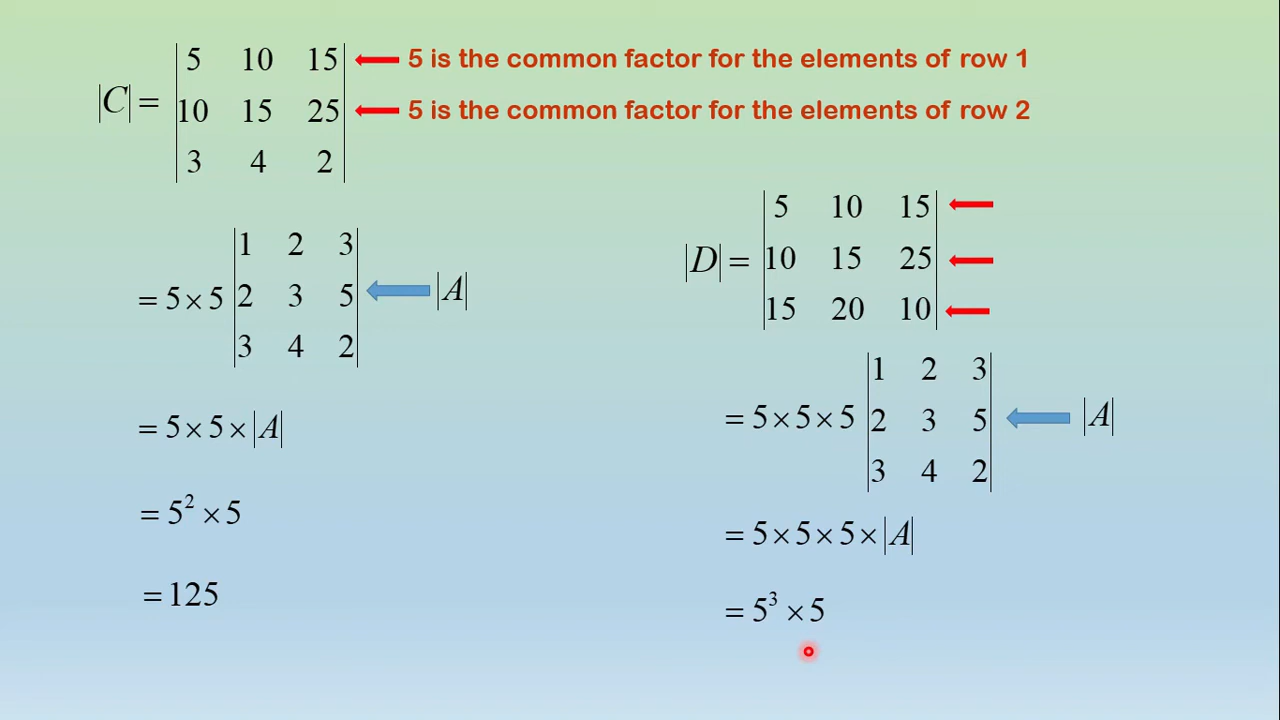 |C| =
5 10 15
10 15 25
3 4 2
5 is the common factor for the elements of row 1
5 is the common factor for the elements of row 2
= 5 × 5
1 2 3
2 3 5
3 4 2
|A|
= 5 × 5 × |A|
= 5² × 5
= 125
|D| =
5 10 15
10 15 25
15 20 10
= 5 × 5 × 5
1 2 3
2 3 5
3 4 2
|A|
= 5 × 5 × 5 × |A|
= 5³ × 5